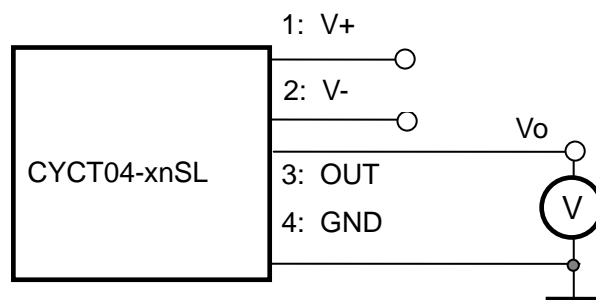 1: V+
2: V-
Vo
CYCT04-xnSL
3: OUT
V
4: GND